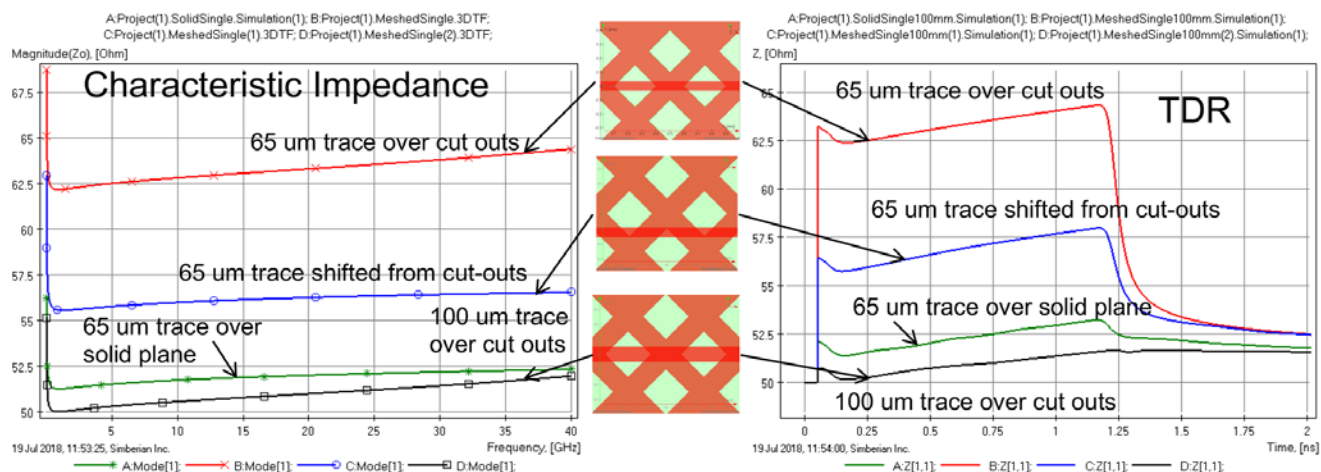 A:Project(1).SolidSingle.Simulation(1); B:Project(1).MeshedSingle.3DTF;
C:Project(1).MeshedSingle(1).3DTF; D:Project(1).MeshedSingle(2).3DTF;
Magnitude(Zo), [Ohm]
Characteristic Impedance
67.5
65
62.5
60
57.5
55
52.5
50
65 um trace over cut outs
65 um trace shifted from cut-outs
65 um trace over
solid plane
100 um trace
over cut outs
5
10
15
20
25
30
35
40
19 Jul 2018, 11:53:25, Simberian Inc.
Frequency, [GHz]
A:Mode[1];
B:Mode[1];
C:Mode[1];
D:Mode[1];
A:Project(1).SolidSingle100mm.Simulation(1); B:Project(1).MeshedSingle100mm.Simulation(1);
C:Project(1).MeshedSingle100mm(1).Simulation(1); D:Project(1).MeshedSingle100mm(2).Simulation(1);
Z, [Ohm]
TDR
65
62.5
60
57.5
55
52.5
50
65 um trace over cut outs
65 um trace shifted from cut-outs
65 um trace over solid plane
100 um trace over cut outs
0
0.25
0.5
0.75
1
1.25
1.5
1.75
2
19 Jul 2018, 11:54:00, Simberian Inc.
Time, [ns]
A:Z[1,1];
B:Z[1,1];
C:Z[1,1];
D:Z[1,1];